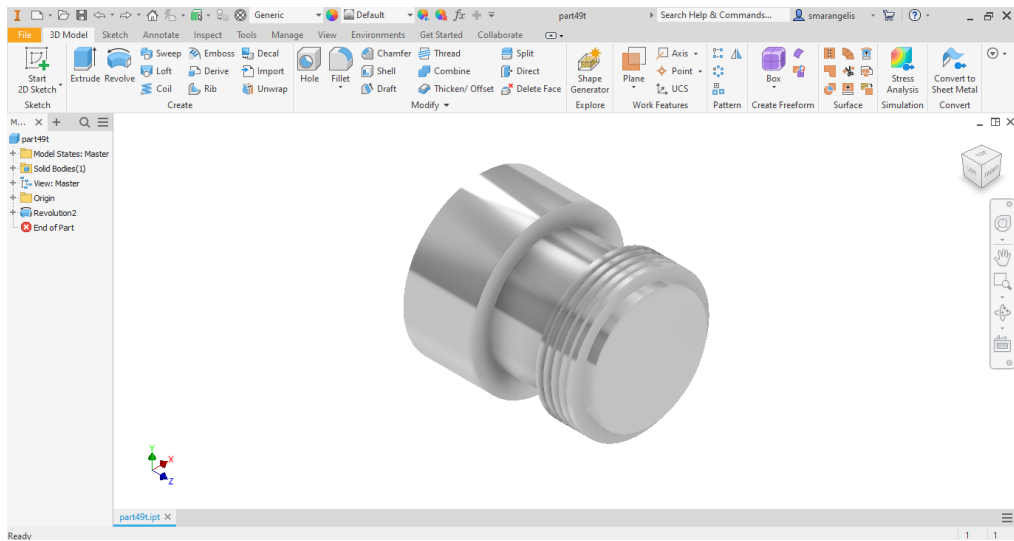 Generic Default fx part49t Search Help & Commands... smarangelis
File 3D Model Sketch Annotate Inspect Tools Manage View Environments Get Started Collaborate
Start 2D Sketch Extrude Revolve Sweep Emboss Decal Hole Fillet Chamfer Thread Split Shape Generator Plane Axis Box Stress Analysis Convert to Sheet Metal
Loft Derive Import Shell Combine Direct Point
Coil Rib Unwrap Draft Thicken/ Offset Delete Face UCS
Sketch Create Modify Explore Work Features Pattern Create Freeform Surface Simulation Convert
M... X +
part49t
Model States: Master
Solid Bodies(1)
View: Master
Origin
Revolution2
End of Part
FRONT
Y
X
Z
part49t.ipt
Ready 1 1